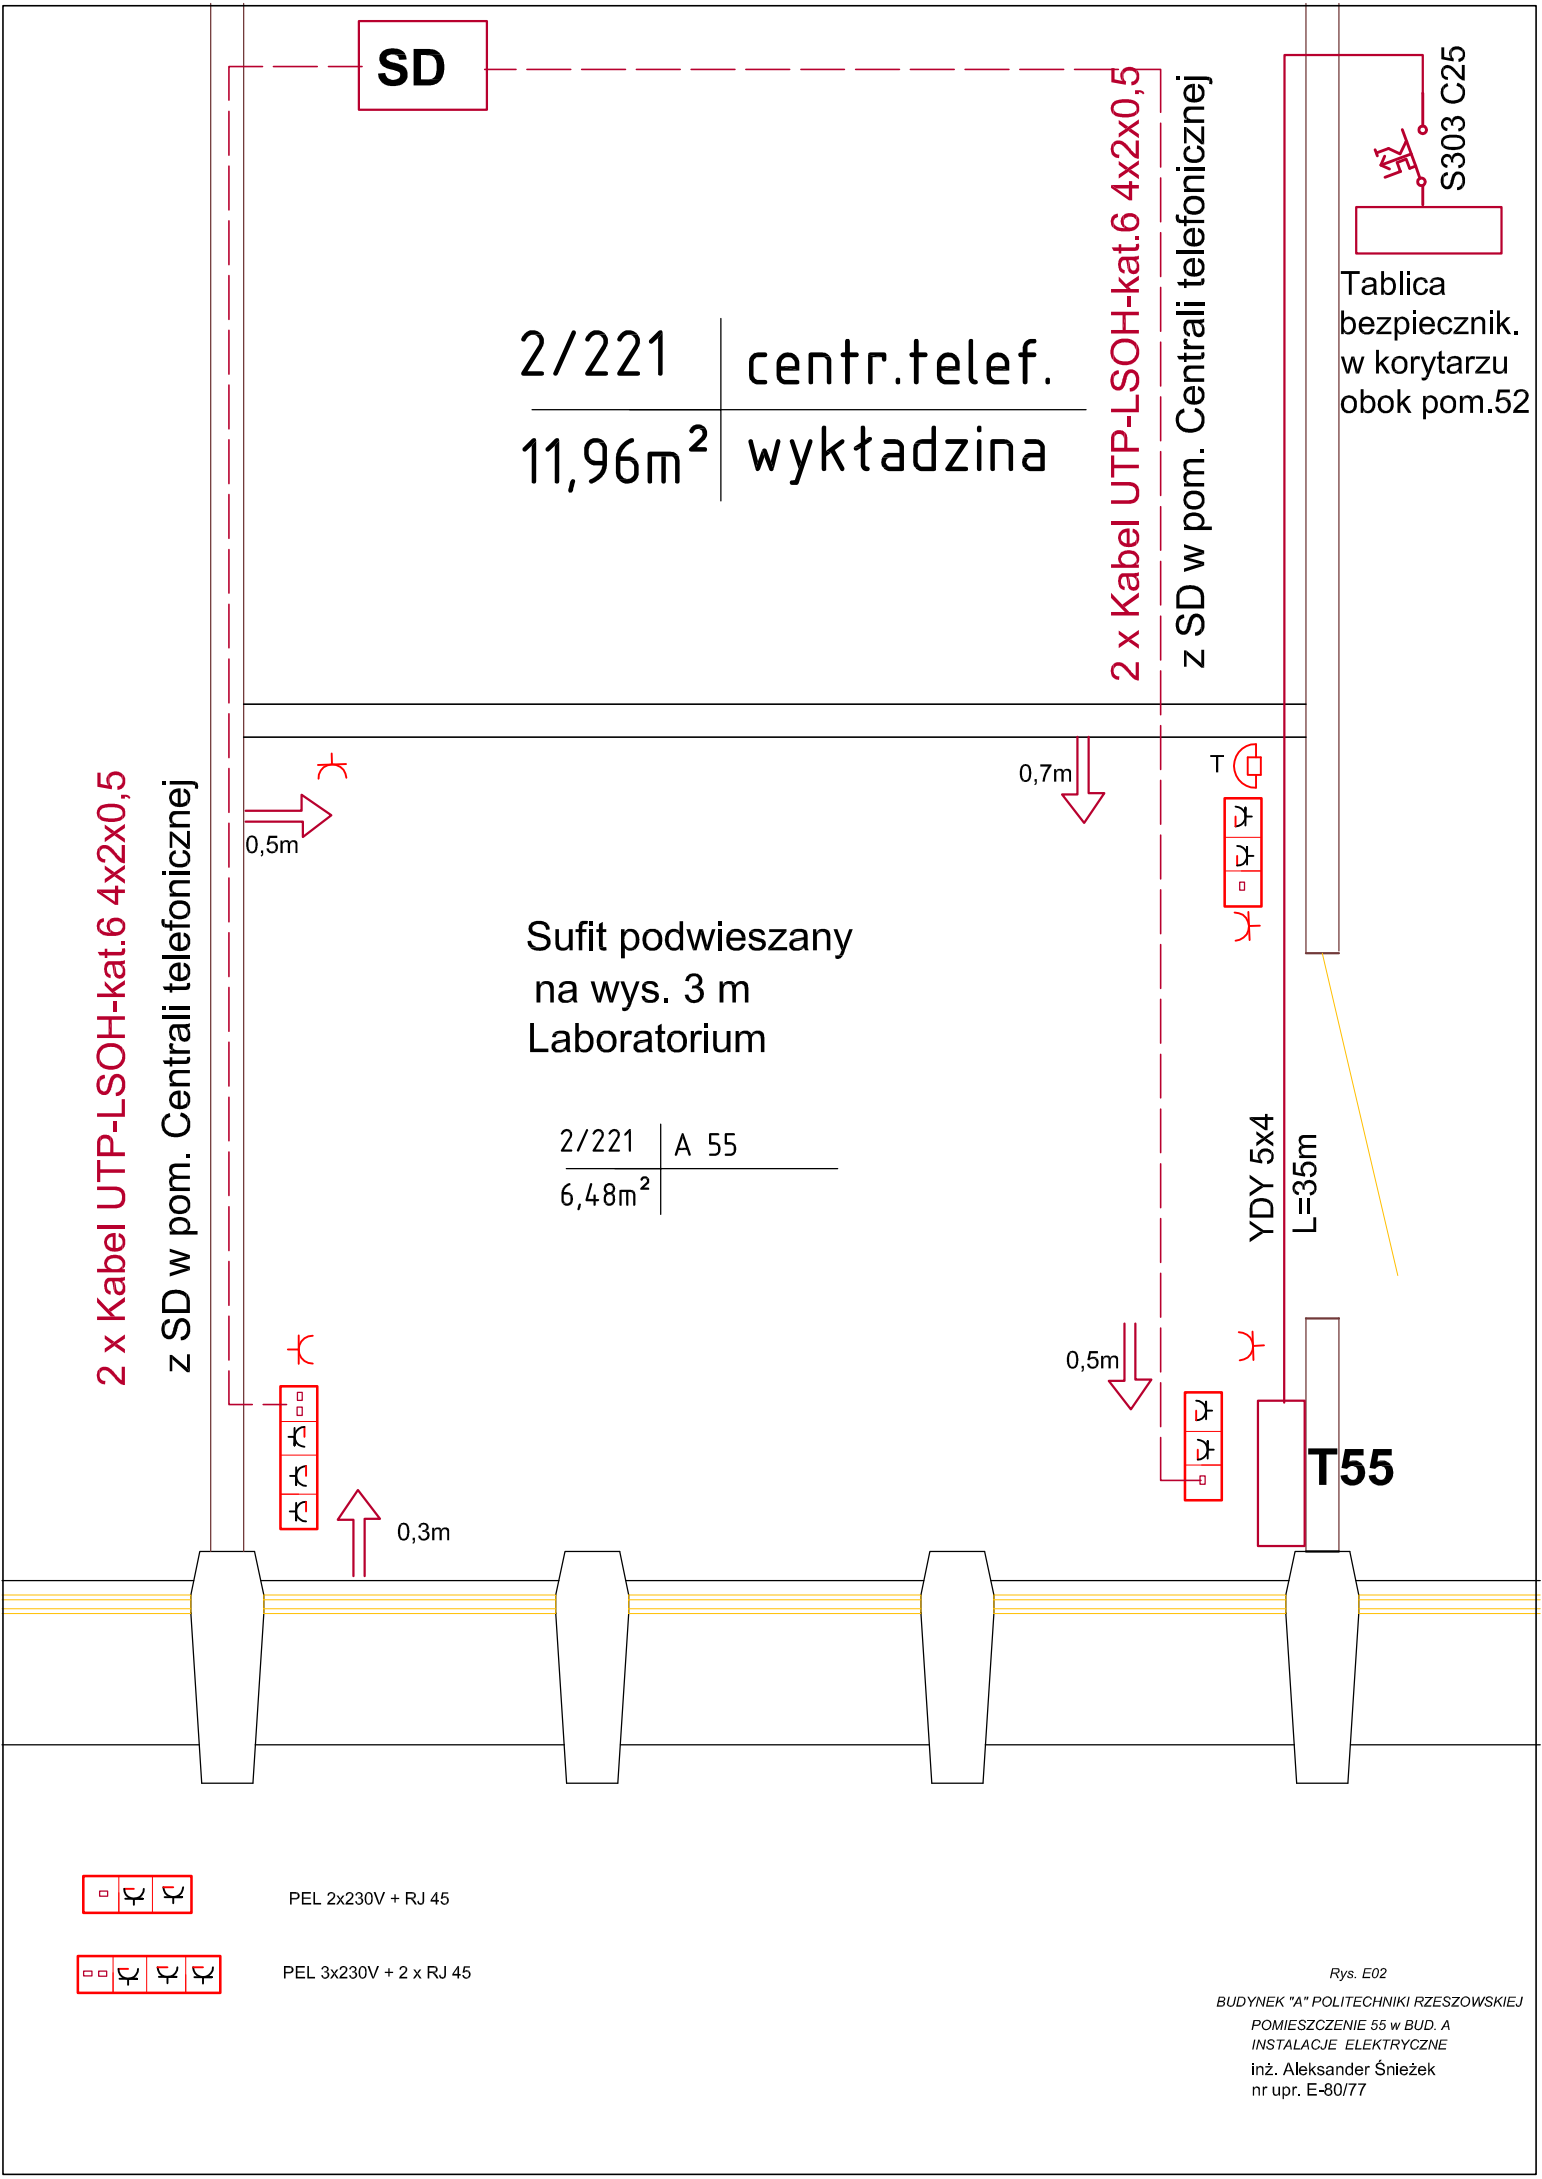 SD
2 x Kabel UTP-LSOH-kat.6 4x2x0,5
z SD w pom. Centrali telefonicznej
S303 C25
Tablica
bezpiecznik.
w korytarzu
obok pom.52
2/221
centr.telef.
11,96m²
wykładzina
2 x Kabel UTP-LSOH-kat.6 4x2x0,5
z SD w pom. Centrali telefonicznej
0,5m
0,7m
T
Sufit podwieszany
na wys. 3 m
Laboratorium
2/221
A 55
6,48m²
YDY 5x4
L=35m
0,5m
T55
0,3m
PEL 2x230V + RJ 45
PEL 3x230V + 2 x RJ 45
Rys. E02
BUDYNEK "A" POLITECHNIKI RZESZOWSKIEJ
POMIESZCZENIE 55 w BUD. A
INSTALACJE ELEKTRYCZNE
inż. Aleksander Śnieżek
nr upr. E-80/77